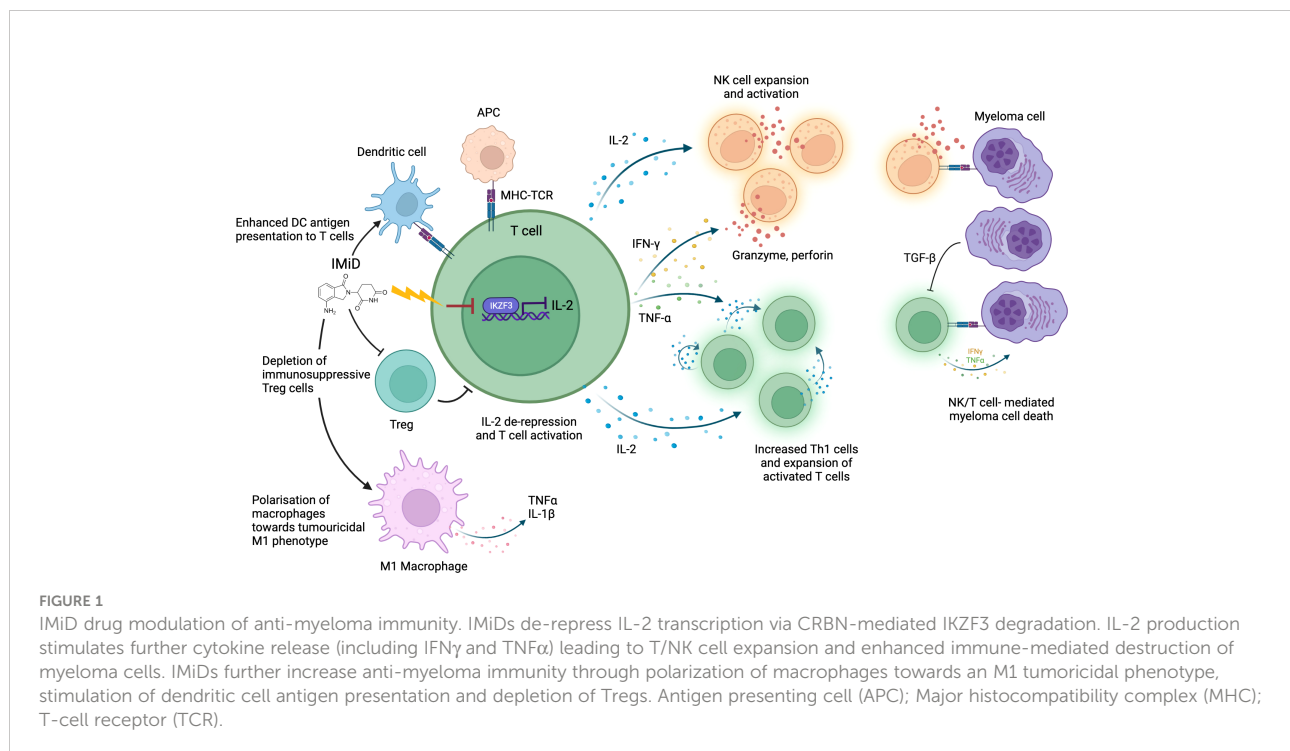 NK cell expansion
and activation
APC
Myeloma cell
IL-2
Dendritic cell
MHC-TCR
Enhanced DC antigen
presentation to T cells
T cell
IFN-γ
Granzyme, perforin
TGF-β
IMiD
O
N
O
NH
O
NH₂
IKZF3
IL-2
TNF-α
IFNγ
TNFα
Depletion of
immunosuppressive
Treg cells
Treg
IL-2 de-repression
and T cell activation
IL-2
Increased Th1 cells
and expansion of
activated T cells
NK/T cell- mediated
myeloma cell death
Polarisation of
macrophages
towards tumouricidal
M1 phenotype
TNFα
IL-1β
M1 Macrophage
FIGURE 1
IMiD drug modulation of anti-myeloma immunity. IMiDs de-repress IL-2 transcription via CRBN-mediated IKZF3 degradation. IL-2 production
stimulates further cytokine release (including IFNγ and TNFα) leading to T/NK cell expansion and enhanced immune-mediated destruction of
myeloma cells. IMiDs further increase anti-myeloma immunity through polarization of macrophages towards an M1 tumoricidal phenotype,
stimulation of dendritic cell antigen presentation and depletion of Tregs. Antigen presenting cell (APC); Major histocompatibility complex (MHC);
T-cell receptor (TCR).